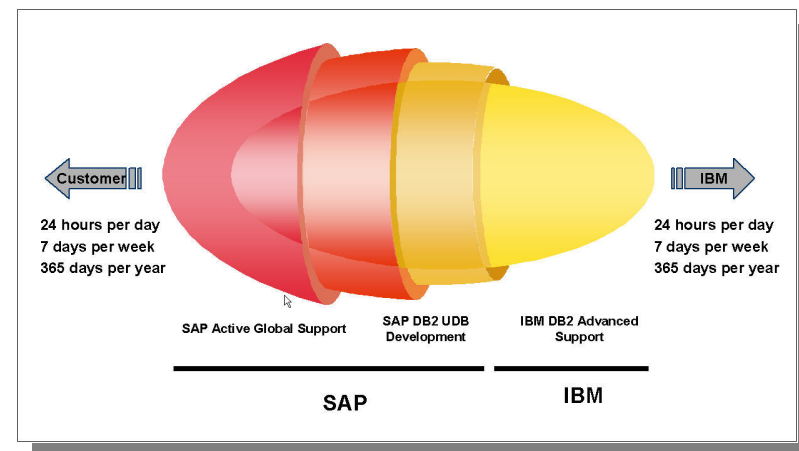 Customer
IBM
24 hours per day
7 days per week
365 days per year
24 hours per day
7 days per week
365 days per year
SAP Active Global Support
SAP DB2 UDB
Development
IBM DB2 Advanced
Support
SAP
IBM